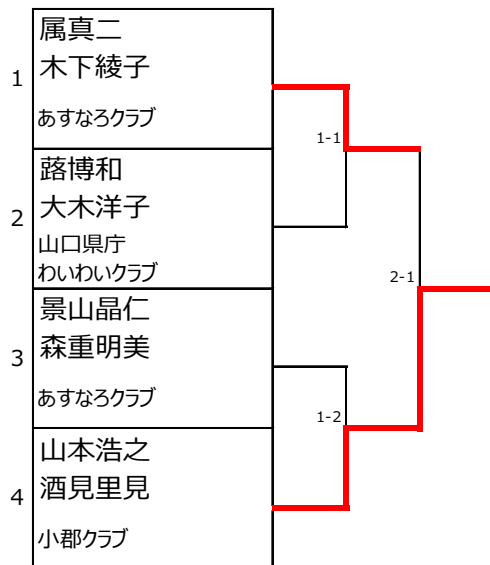 1
属真二
木下綾子
あすなろクラブ
2
蕗博和
大木洋子
山口県庁
わいわいクラブ
3
景山晶仁
森重明美
あすなろクラブ
4
山本浩之
酒見里見
小郡クラブ
1-1
2-1
1-2